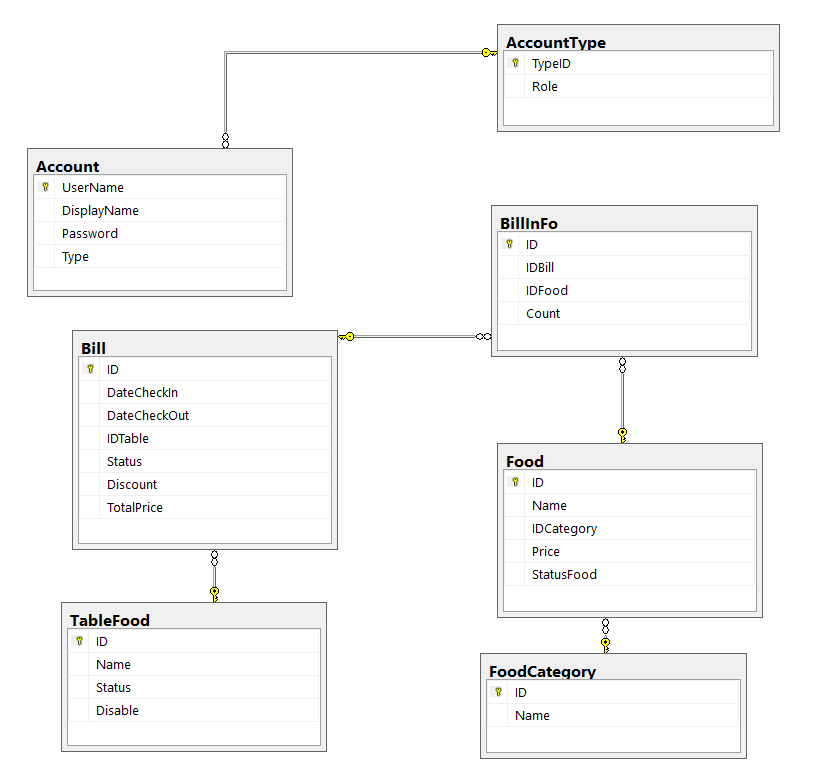 AccountType
TypeID
Role
Account
UserName
DisplayName
Password
Type
BillInFo
ID
IDBill
IDFood
Count
Bill
ID
DateCheckIn
DateCheckOut
IDTable
Status
Discount
TotalPrice
Food
ID
Name
IDCategory
Price
StatusFood
TableFood
ID
Name
Status
Disable
FoodCategory
ID
Name